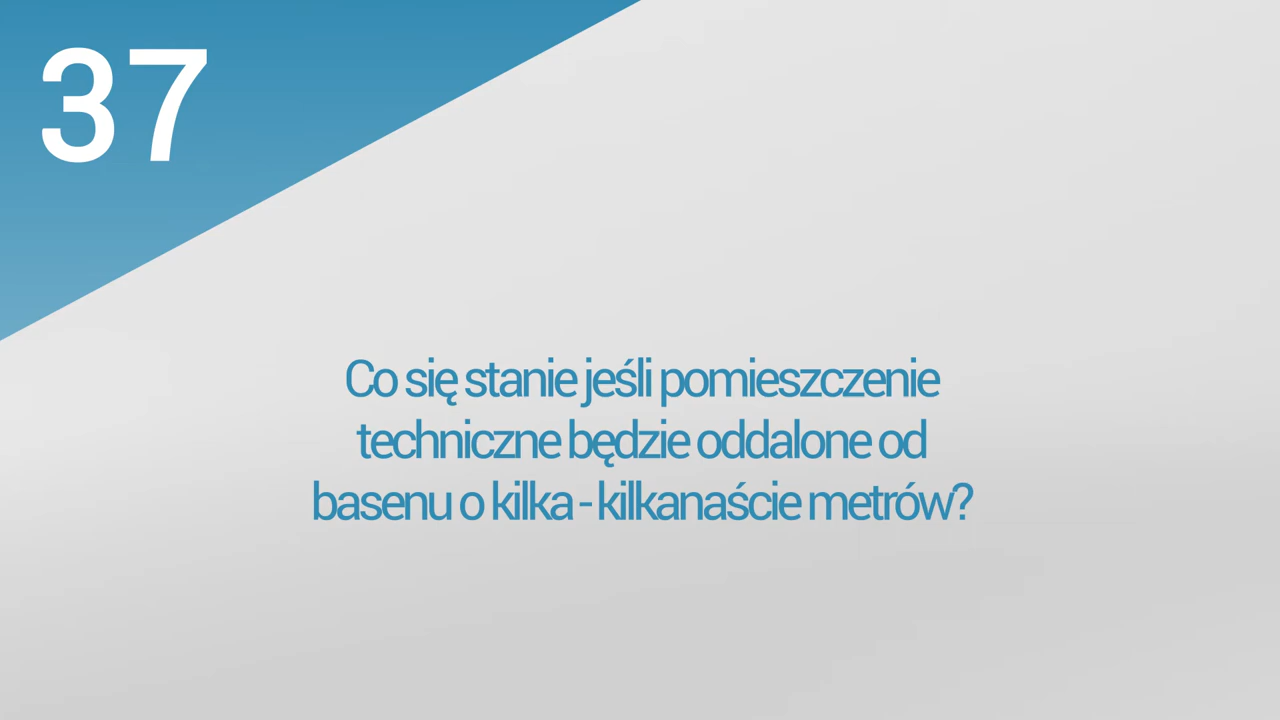 37
Co się stanie jeśli pomieszczenie
techniczne będzie oddalone od
basenu o kilka - kilkanaście metrów?